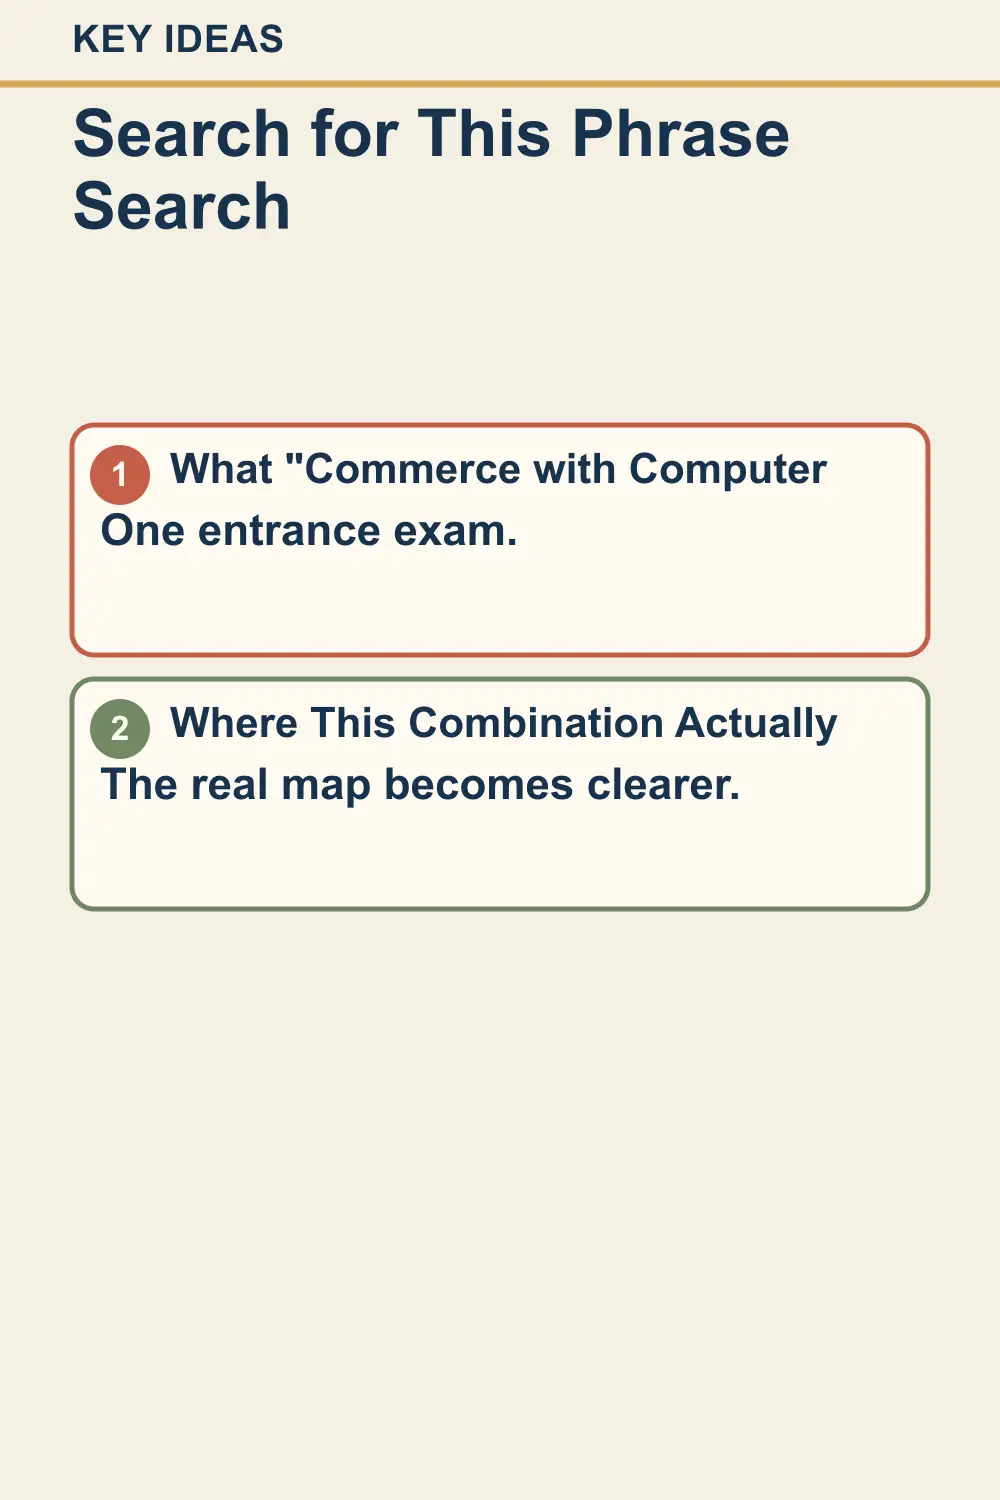 KEY IDEAS
Search for This Phrase
Search
1 What "Commerce with Computer
One entrance exam.
2 Where This Combination Actually
The real map becomes clearer.